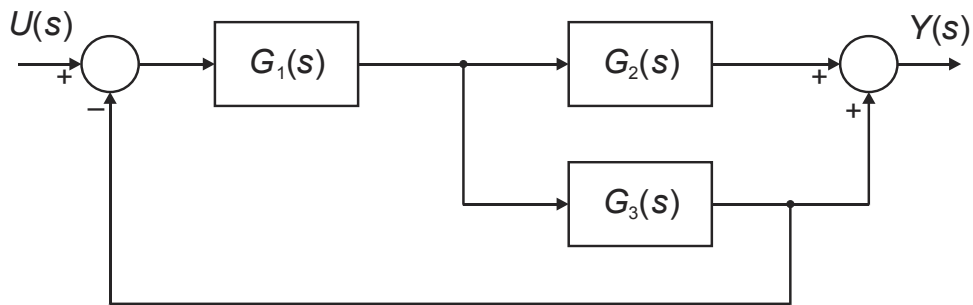 U(s)
Y(s)
G₁(s)
G₂(s)
+
+
−
+
G₃(s)